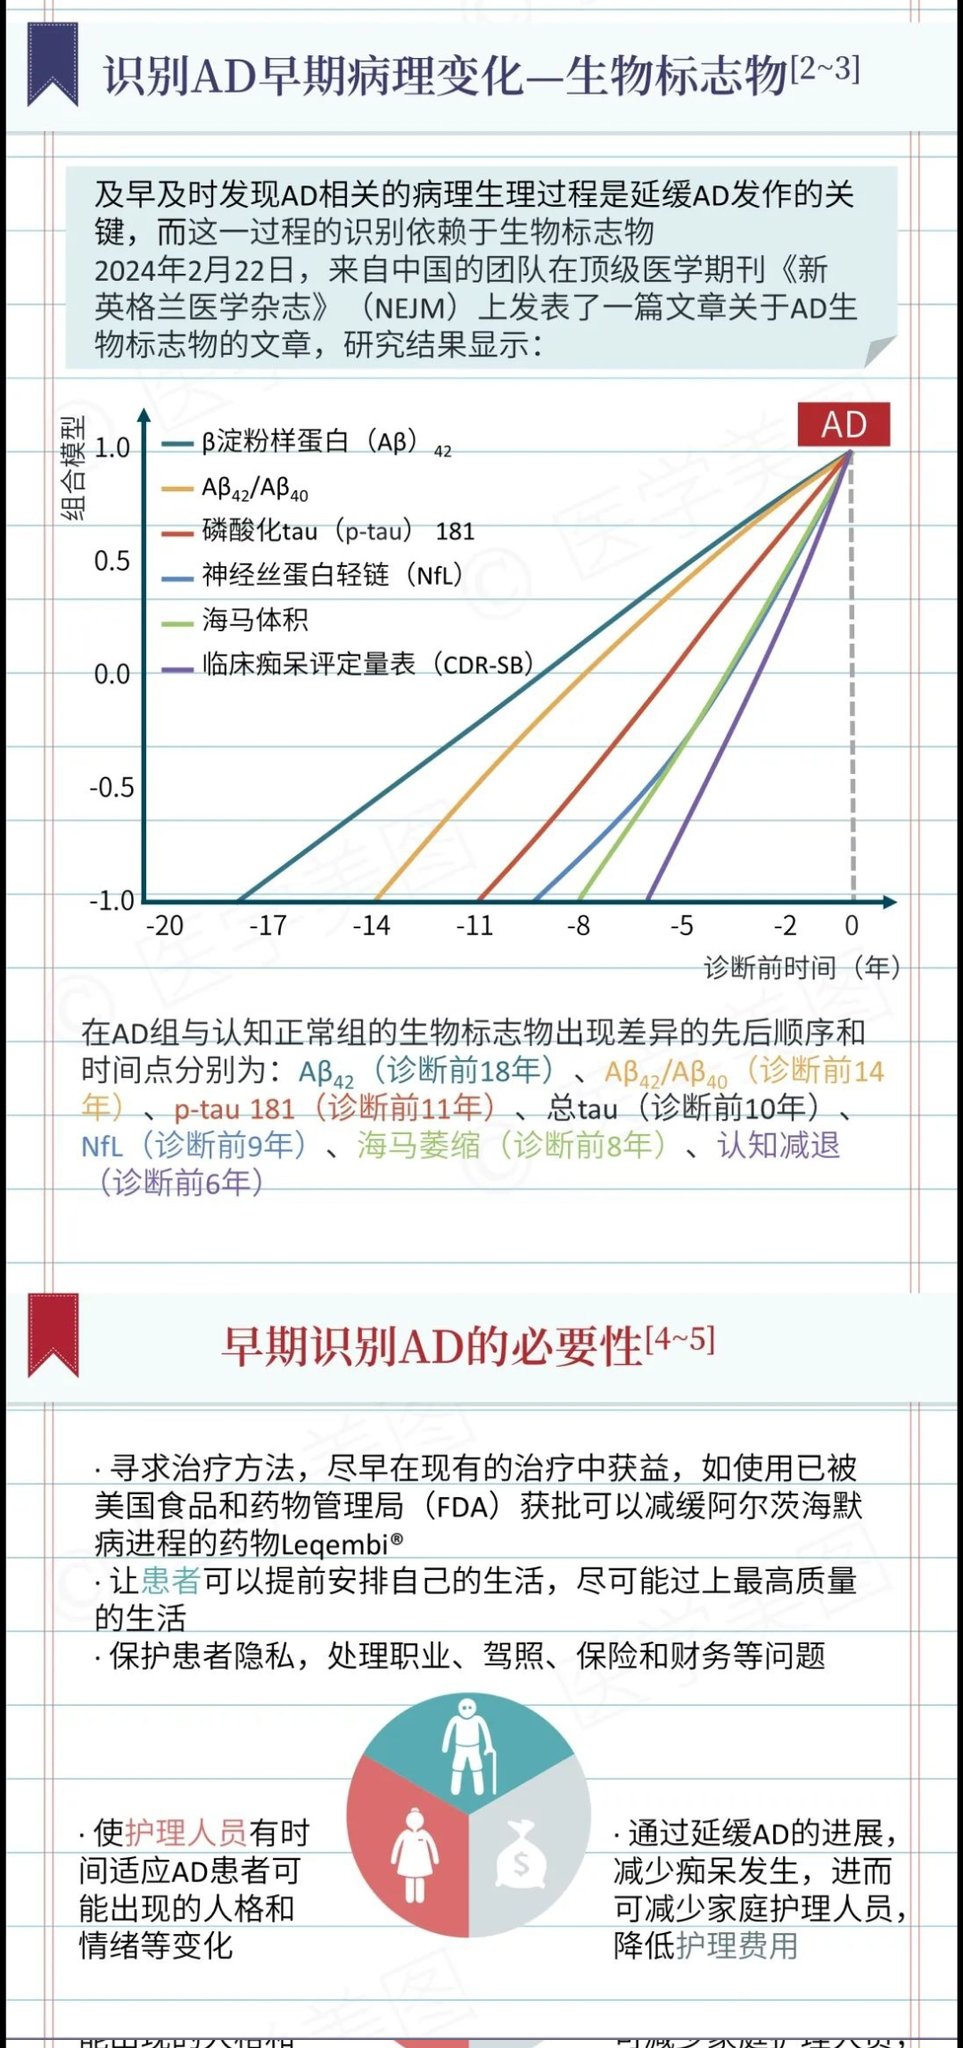 识别AD早期病理变化—生物标志物[2~3]
及早及时发现AD相关的病理生理过程是延缓AD发作的关
键，而这一过程的识别依赖于生物标志物
2024年2月22日，来自中国的团队在顶级医学期刊《新
英格兰医学杂志》（NEJM）上发表了一篇文章关于AD生
物标志物的文章，研究结果显示：
AD
组合模型
1.0
0.5
0.0
-0.5
-1.0
β淀粉样蛋白（Aβ）42
Aβ42/Aβ40
磷酸化tau（p-tau） 181
神经丝蛋白轻链（NfL）
海马体积
临床痴呆评定量表（CDR-SB）
-20 -17 -14 -11 -8 -5 -2 0
诊断前时间（年）
在AD组与认知正常组的生物标志物出现差异的先后顺序和
时间点分别为：Aβ42（诊断前18年）、Aβ42/Aβ40（诊断前14
年）、p-tau 181（诊断前11年）、总tau（诊断前10年）、
NfL（诊断前9年）、海马萎缩（诊断前8年）、认知减退
（诊断前6年）
早期识别AD的必要性[4~5]
· 寻求治疗方法，尽早在现有的治疗中获益，如使用已被
美国食品和药物管理局（FDA）获批可以减缓阿尔茨海默
病进程的药物Leqembi®
· 让患者可以提前安排自己的生活，尽可能过上最高质量
的生活
· 保护患者隐私，处理职业、驾照、保险和财务等问题
· 使护理人员有时
间适应AD患者可
能出现的人格和
情绪等变化
$
· 通过延缓AD的进展，
减少痴呆发生，进而
可减少家庭护理人员，
降低护理费用
© 医学美图